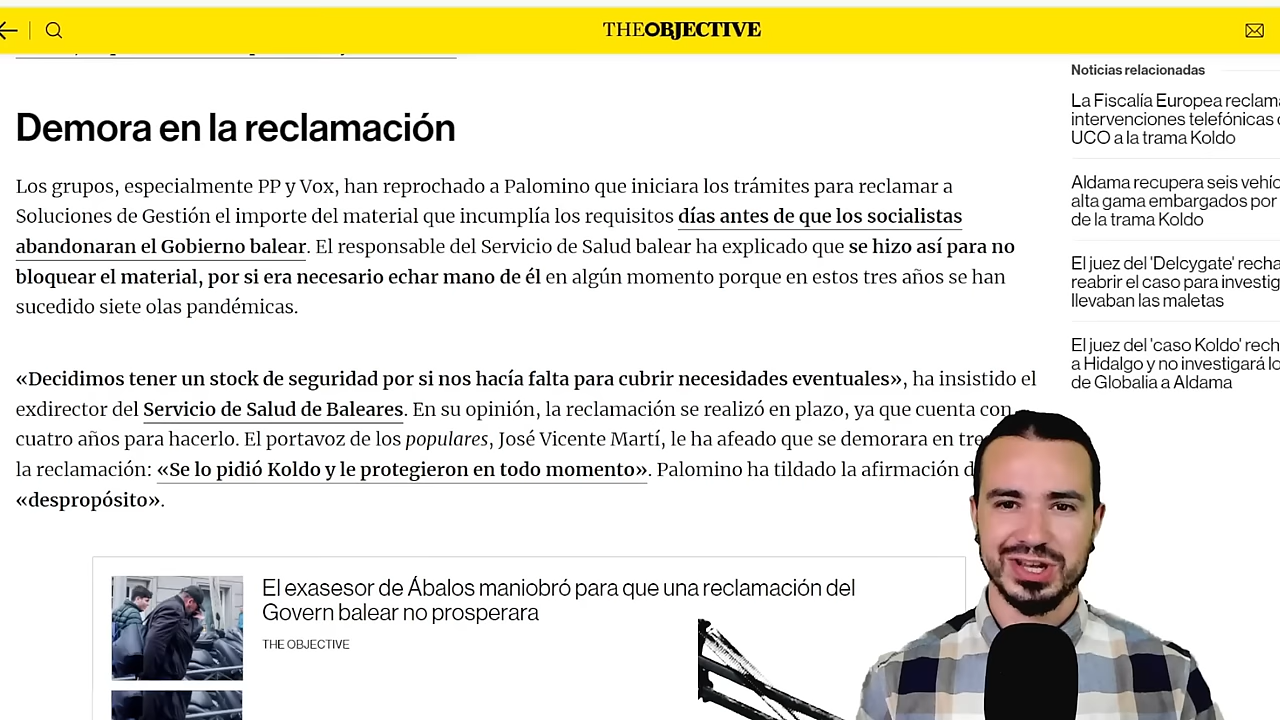 THEOBJECTIVE
Demora en la reclamación
Los grupos, especialmente PP y Vox, han reprochado a Palomino que iniciara los trámites para reclamar a
Soluciones de Gestión el importe del material que incumplía los requisitos días antes de que los socialistas
abandonaran el Gobierno balear. El responsable del Servicio de Salud balear ha explicado que se hizo así para no
bloquear el material, por si era necesario echar mano de él en algún momento porque en estos tres años se han
sucedido siete olas pandémicas.
«Decidimos tener un stock de seguridad por si nos hacía falta para cubrir necesidades eventuales», ha insistido el
exdirector del Servicio de Salud de Baleares. En su opinión, la reclamación se realizó en plazo, ya que cuenta con
cuatro años para hacerlo. El portavoz de los populares, José Vicente Martí, le ha afeado que se demorara en
la reclamación: «Se lo pidió Koldo y le protegieron en todo momento». Palomino ha tildado la afirmación
«despropósito».
El exasesor de Ábalos maniobró para que una reclamación del
Govern balear no prosperara
THE OBJECTIVE
Noticias relacionadas
La Fiscalía Europea
intervenciones telefónicas
UCO a la trama Koldo
Aldama recupera seis
alta gama embargados por
de la trama Koldo
El juez del 'Delcygate'
reabrir el caso para
llevaban las maletas
El juez del 'caso Koldo'
a Hidalgo y no investigará
de Globalia a Aldama